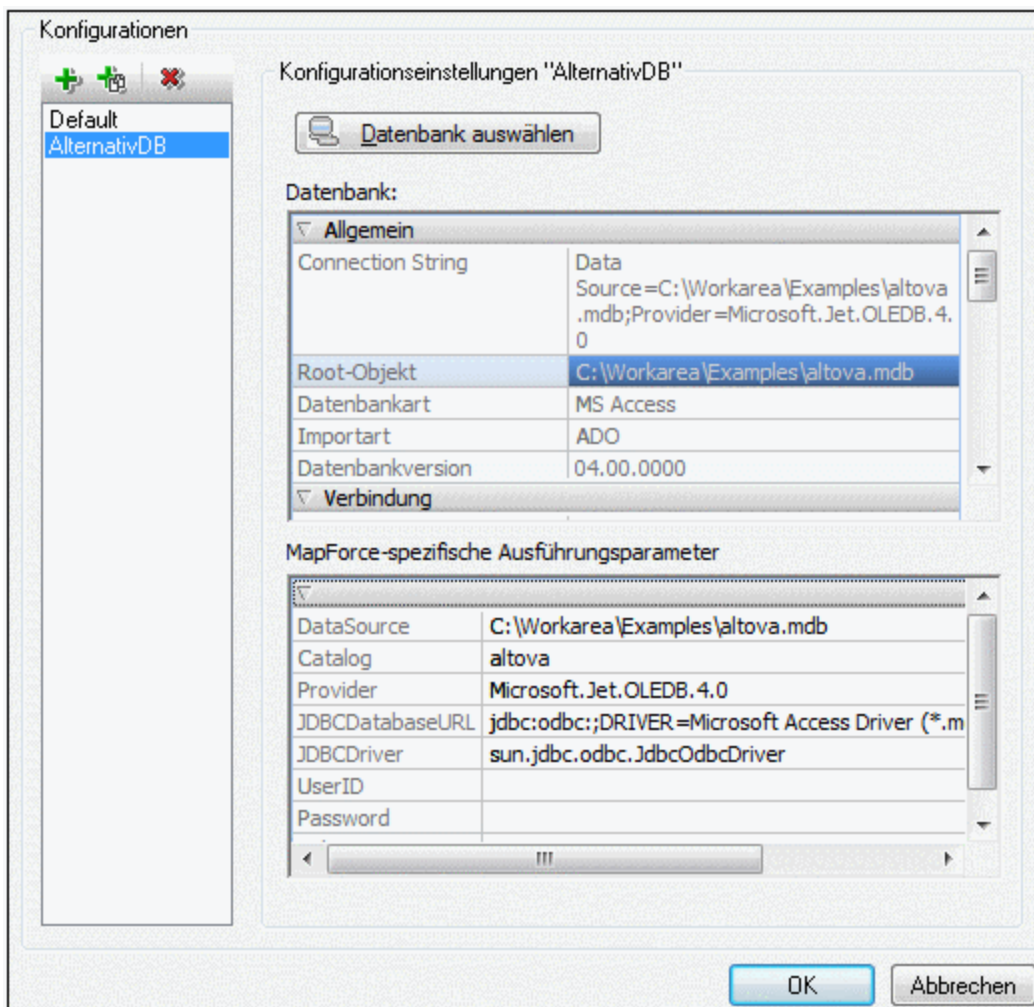 Konfigurationen
Default
AlternativDB
Konfigurationseinstellungen "AlternativDB"
Datenbank auswählen
Datenbank:
Allgemein
Connection String Data
Source=C:\Workarea\Examples\altova
.mdb;Provider=Microsoft.Jet.OLEDB.4.
0
Root-Objekt C:\Workarea\Examples\altova.mdb
Datenbankart MS Access
Importart ADO
Datenbankversion 04.00.0000
Verbindung
MapForce-spezifische Ausführungsparameter
DataSource C:\Workarea\Examples\altova.mdb
Catalog altova
Provider Microsoft.Jet.OLEDB.4.0
JDBCDatabaseURL jdbc:odbc:;DRIVER=Microsoft Access Driver (*.m
JDBCDriver sun.jdbc.odbc.JdbcOdbcDriver
UserID
Password
OK Abbrechen